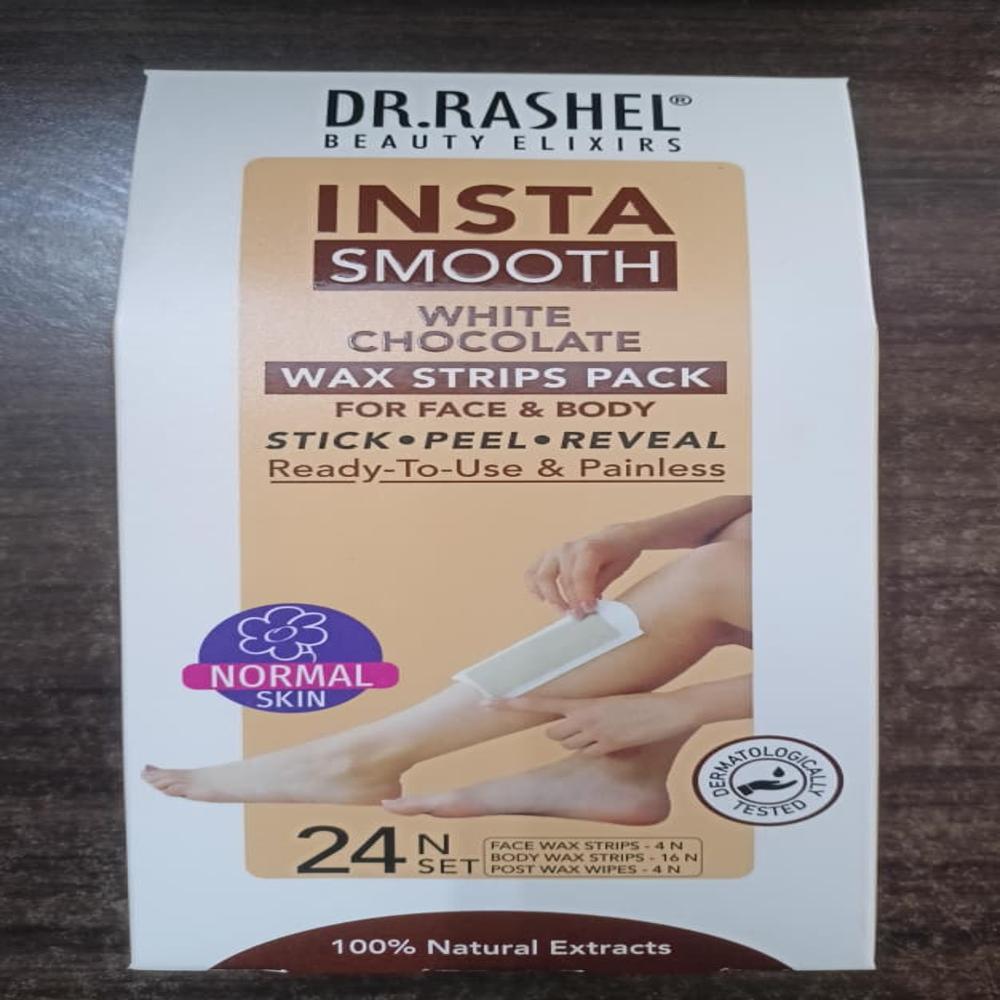 DR.RASHEL®
BEAUTY ELIXIRS
INSTA
SMOOTH
WHITE
CHOCOLATE
WAX STRIPS PACK
FOR FACE & BODY
STICK•PEEL•REVEAL
Ready-To-Use & Painless
NORMAL
SKIN
DERMATOLOGICALLY
TESTED
24 N
SET
FACE WAX STRIPS - 4 N
BODY WAX STRIPS - 16 N
POST WAX WIPES - 4 N
100% Natural Extracts